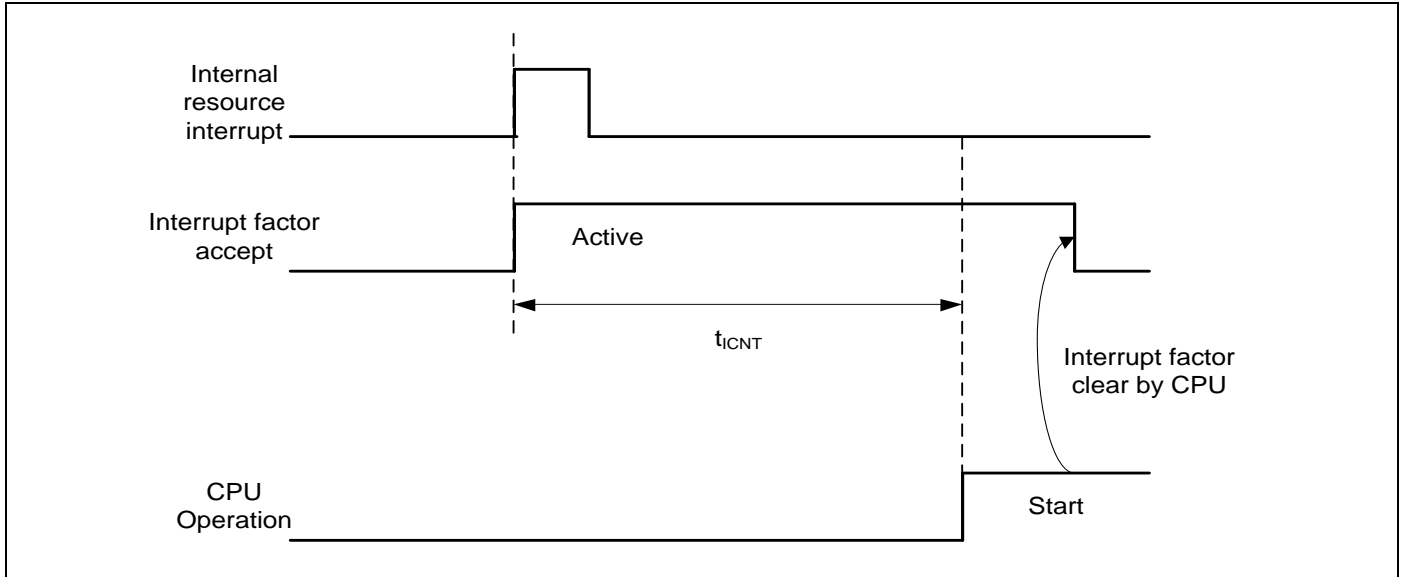 Internal
resource
interrupt
Interrupt factor
accept
Active
tICNT
Interrupt factor
clear by CPU
CPU
Operation
Start